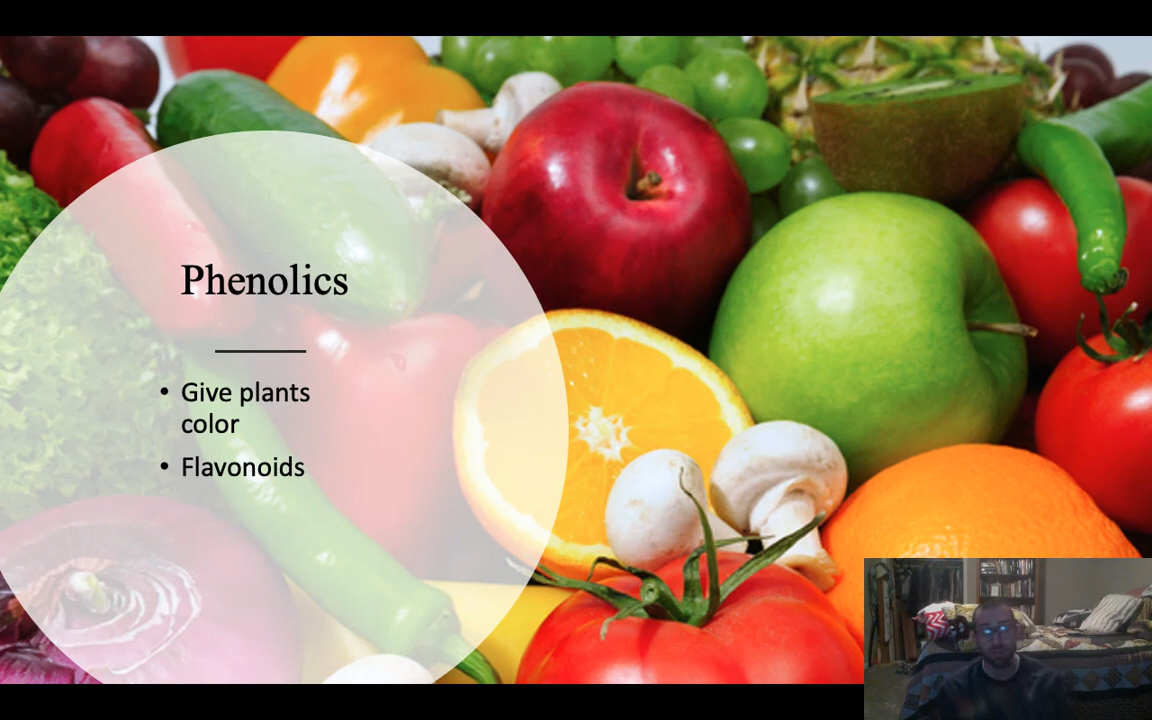 Phenolics
• Give plants
color
• Flavonoids